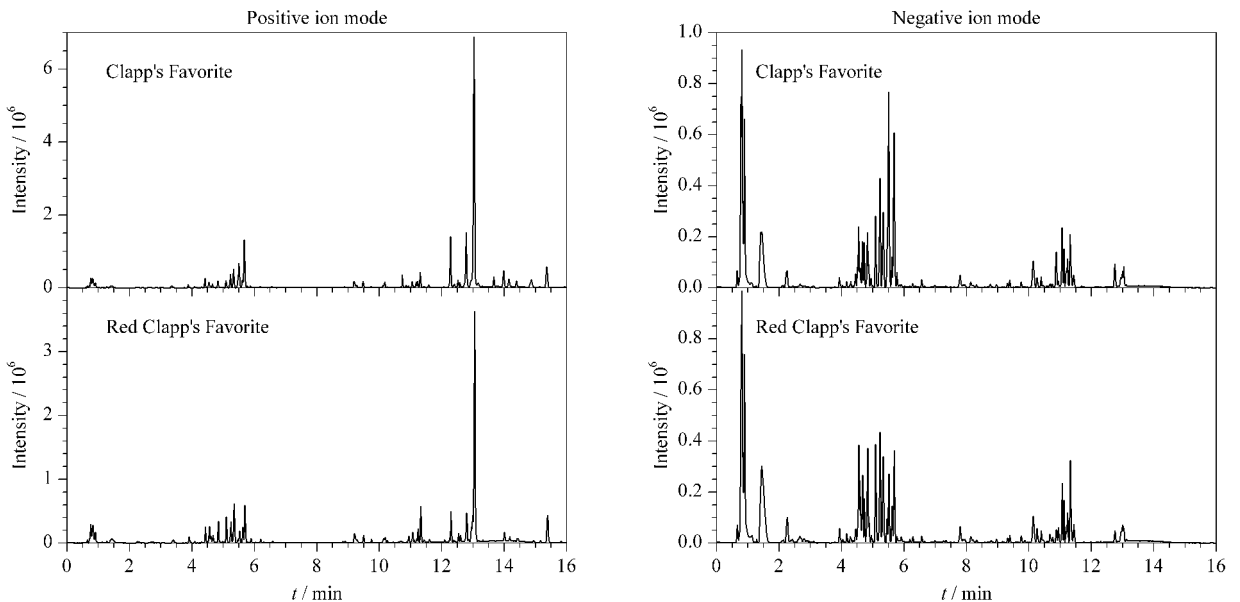 Positive ion mode
Clapp's Favorite
Intensity / 10⁶
6
4
2
0
Red Clapp's Favorite
Intensity / 10⁶
3
2
1
0
0 2 4 6 8 10 12 14 16
t / min
Negative ion mode
Clapp's Favorite
Intensity / 10⁶
1.0
0.8
0.6
0.4
0.2
0.0
Red Clapp's Favorite
Intensity / 10⁶
0.8
0.6
0.4
0.2
0.0
0 2 4 6 8 10 12 14 16
t / min